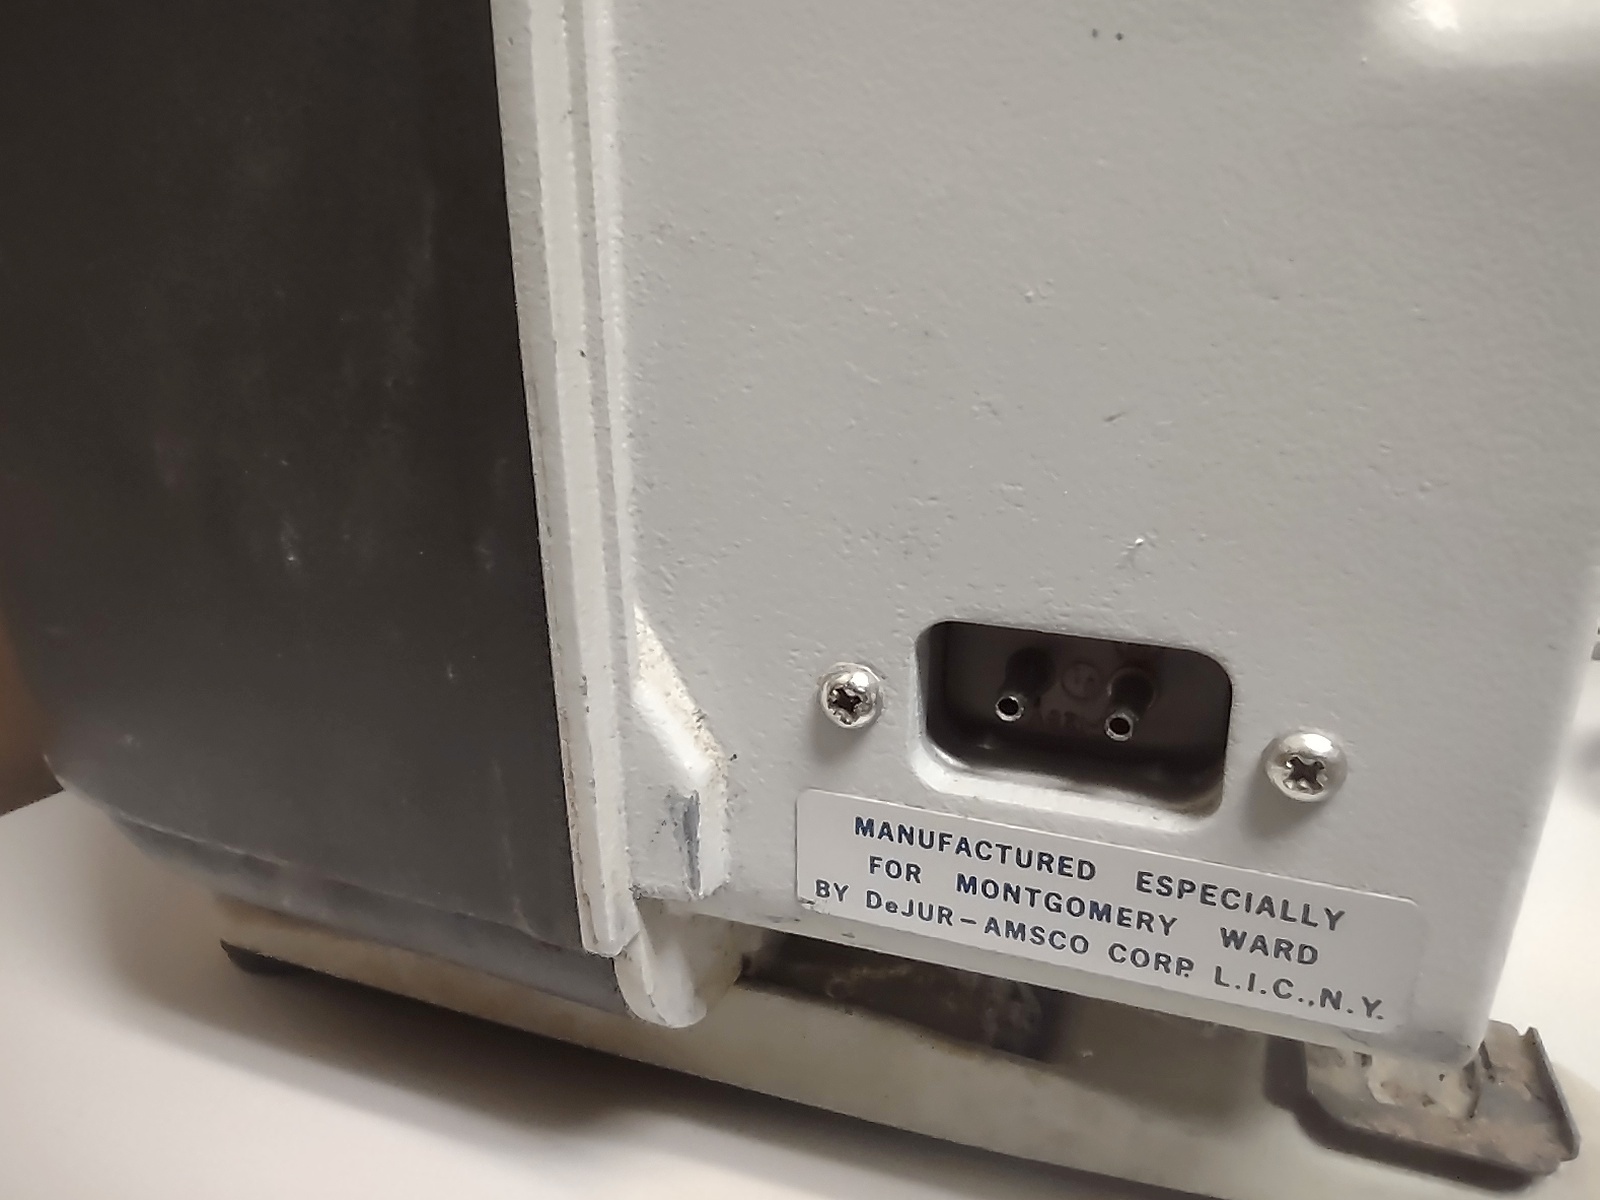 MANUFACTURED ESPECIALLY
FOR MONTGOMERY WARD
BY DeJUR-AMSCO CORP. L.I.C., N.Y.